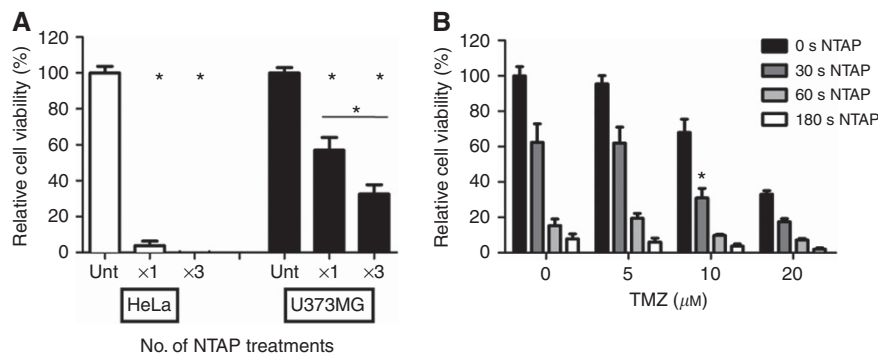 A
Relative cell viability (%)
120
100
80
60
40
20
0
* *
* *
*
Unt ×1 ×3
Unt ×1 ×3
HeLa
U373MG
No. of NTAP treatments
B
Relative cell viability (%)
120
100
80
60
40
20
0
*
0 5 10 20
TMZ (μM)
0 s NTAP
30 s NTAP
60 s NTAP
180 s NTAP